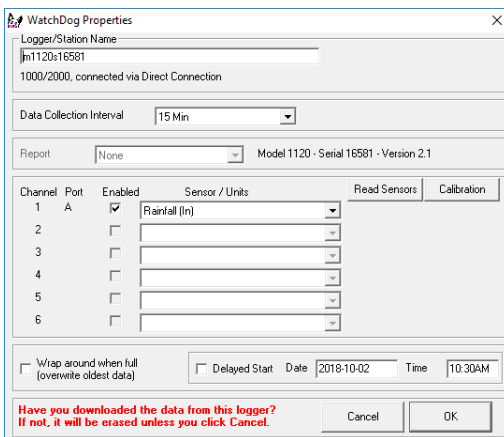 WatchDog Properties
Logger/Station Name
m1120s16581
1000/2000, connected via Direct Connection
Data Collection Interval 15 Min
Report None Model 1120 - Serial 16581 - Version 2.1
Channel Port Enabled Sensor / Units Read Sensors Calibration
1 A Rainfall (In)
2
3
4
5
6
Wrap around when full
(overwrite oldest data)
Delayed Start Date 2018-10-02 Time 10:30AM
Have you downloaded the data from this logger?
If not, it will be erased unless you click Cancel.
Cancel OK